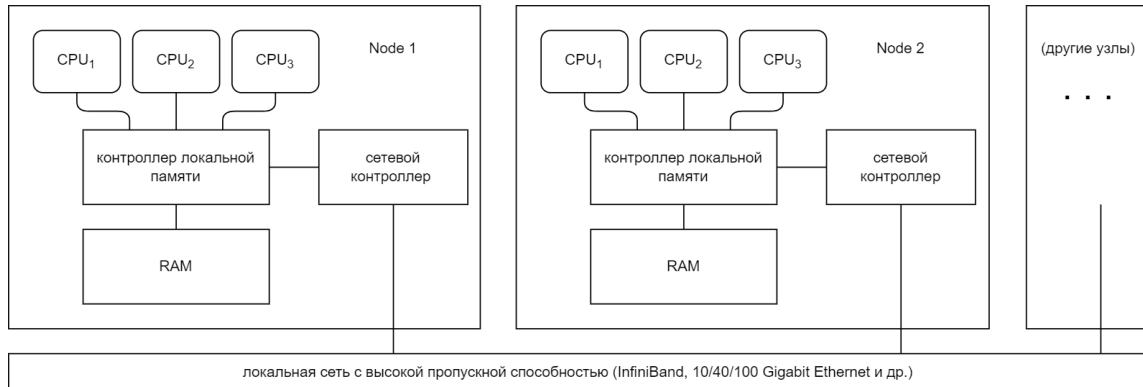 Node 1
CPU₁
CPU₂
CPU₃
контроллер локальной
памяти
сетевой
контроллер
RAM
Node 2
CPU₁
CPU₂
CPU₃
контроллер локальной
памяти
сетевой
контроллер
RAM
(другие узлы)
. . .
локальная сеть с высокой пропускной способностью (InfiniBand, 10/40/100 Gigabit Ethernet и др.)